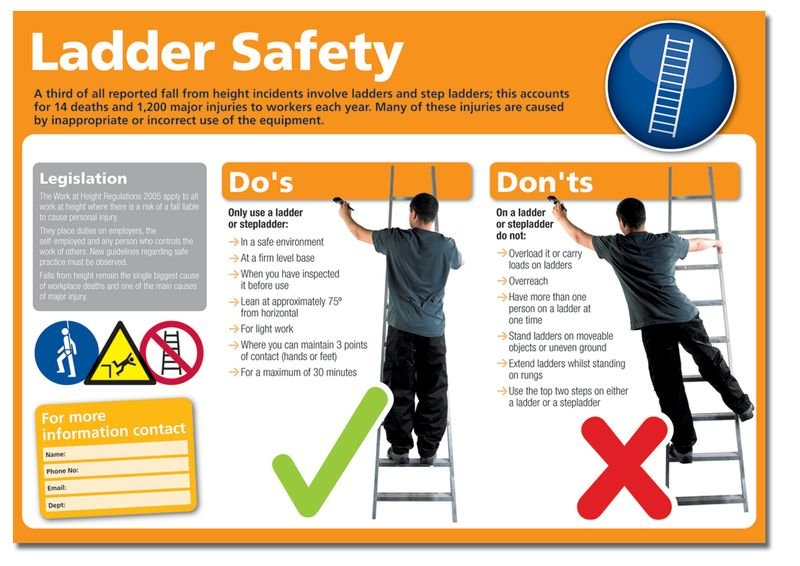 Ladder Safety
A third of all reported fall from height incidents involve ladders and step ladders; this accounts
for 14 deaths and 1,200 major injuries to workers each year. Many of these injuries are caused
by inappropriate or incorrect use of the equipment.
Legislation
The Work at Height Regulations 2005 apply to all
work at height where there is a risk of a fall liable
to cause personal injury.
They place duties on employers, the
self-employed and any person who controls the
work of others. New guidelines regarding safe
practice must be observed.
Falls from height remain the single biggest cause
of workplace deaths and one of the main causes
of major injury.
For more
information contact
Name:
Phone No:
Email:
Dept:
Do's
Only use a ladder
or stepladder:
In a safe environment
At a firm level base
When you have inspected
it before use
Lean at approximately 75º
from horizontal
For light work
Where you can maintain 3 points
of contact (hands or feet)
For a maximum of 30 minutes
Don'ts
On a ladder
or stepladder
do not:
Overload it or carry
loads on ladders
Overreach
Have more than one
person on a ladder at
one time
Stand ladders on moveable
objects or uneven ground
Extend ladders whilst standing
on rungs
Use the top two steps on either
a ladder or a stepladder